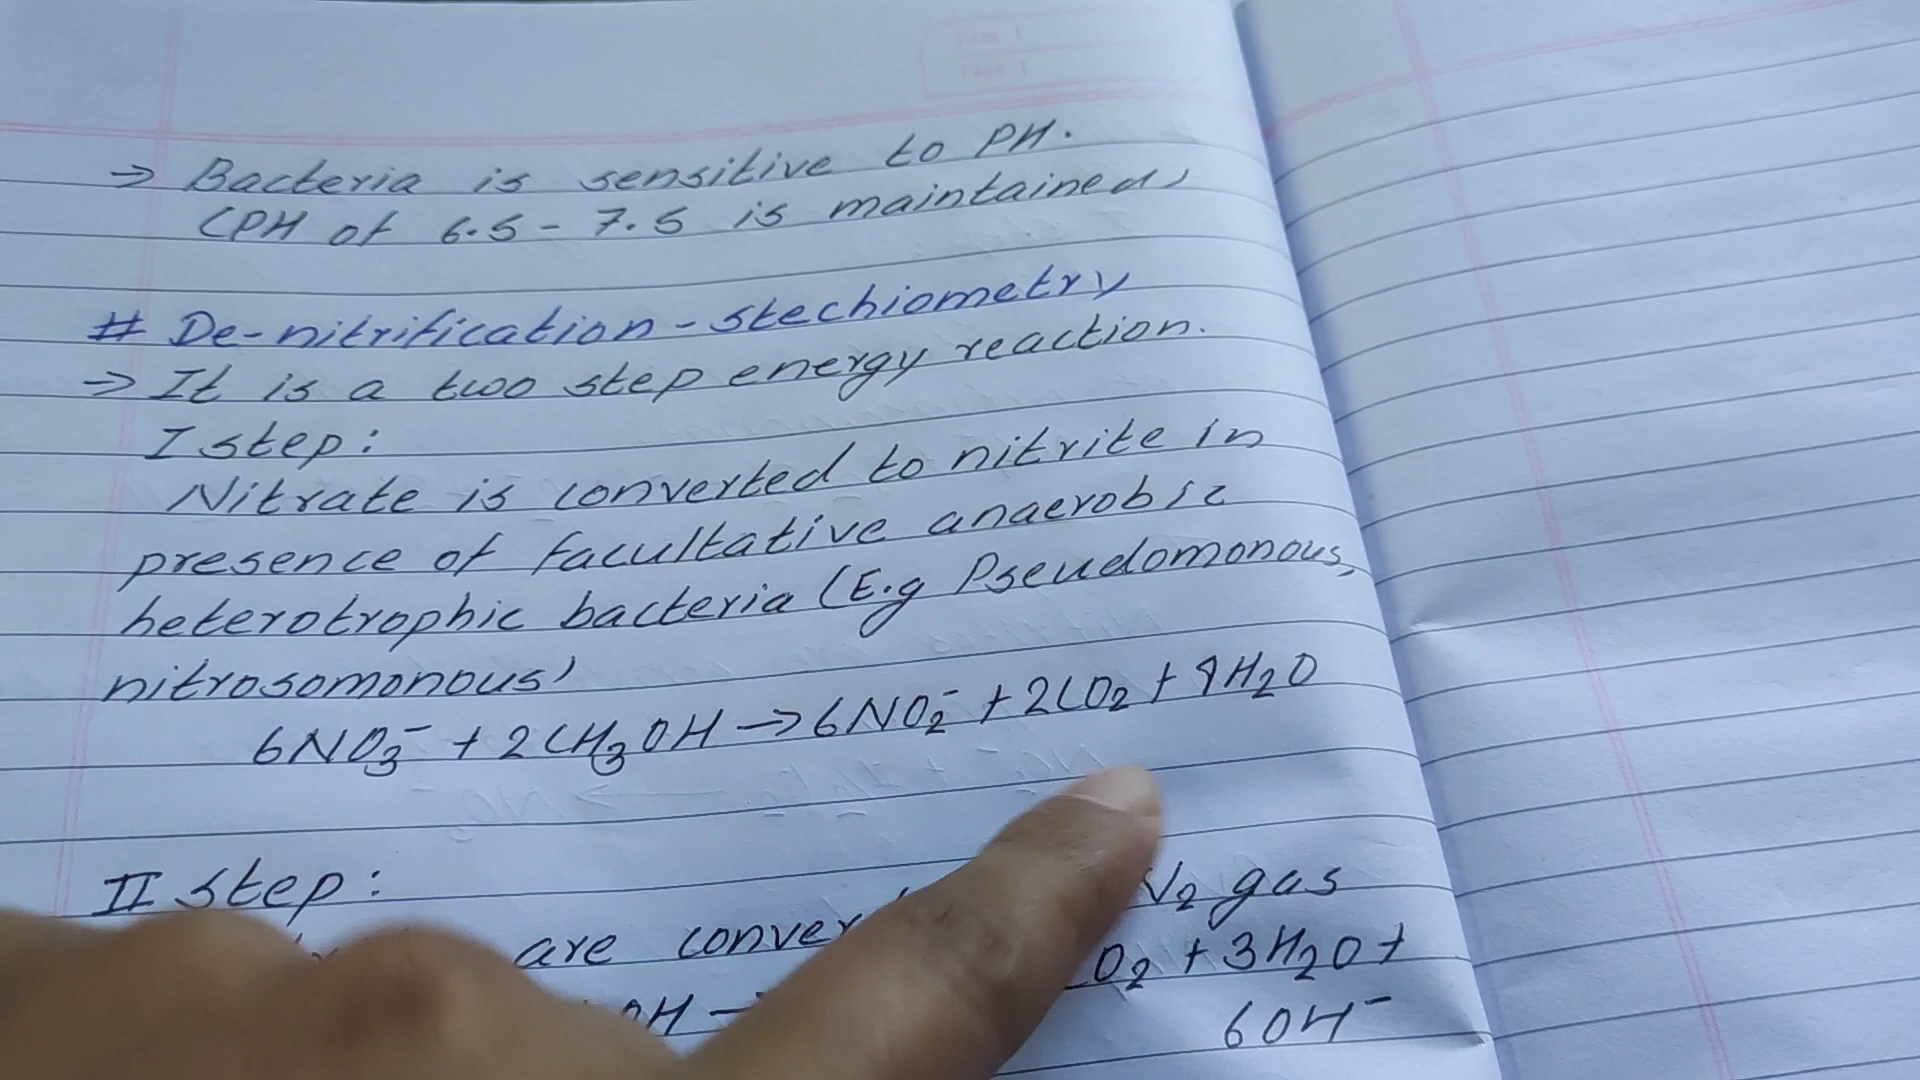 → Bacteria is sensitive to PH.
(PH of 6.5 - 7.5 is maintained)
# De-nitrification - stechiometry
→ It is a two step energy reaction.
I step:
Nitrate is converted to nitrite in
presence of facultative anaerobic
heterotrophic bacteria (E.g Pseudomonous,
nitrosomonous)
6NO₃⁻ + 2CH₃OH → 6NO₂⁻ + 2CO₂ + 4H₂O
II step:
are N₂ gas
OH → O₂ + 3H₂O +
6OH⁻